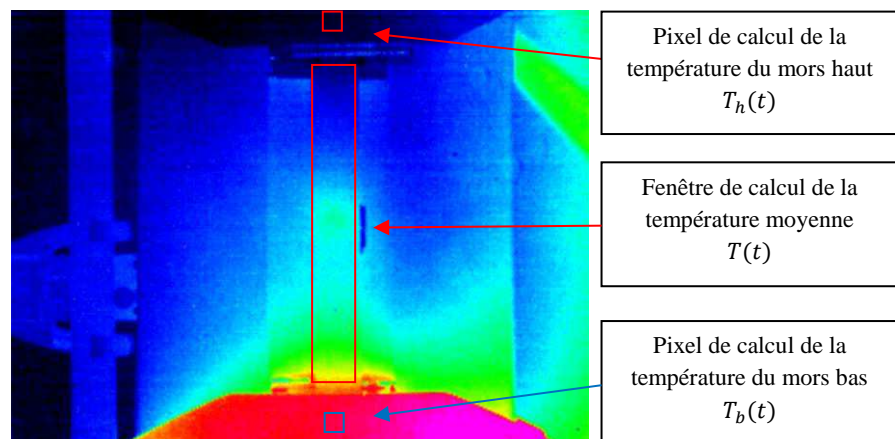 Pixel de calcul de la
température du mors haut
T_h(t)
Fenêtre de calcul de la
température moyenne
T(t)
Pixel de calcul de la
température du mors bas
T_b(t)